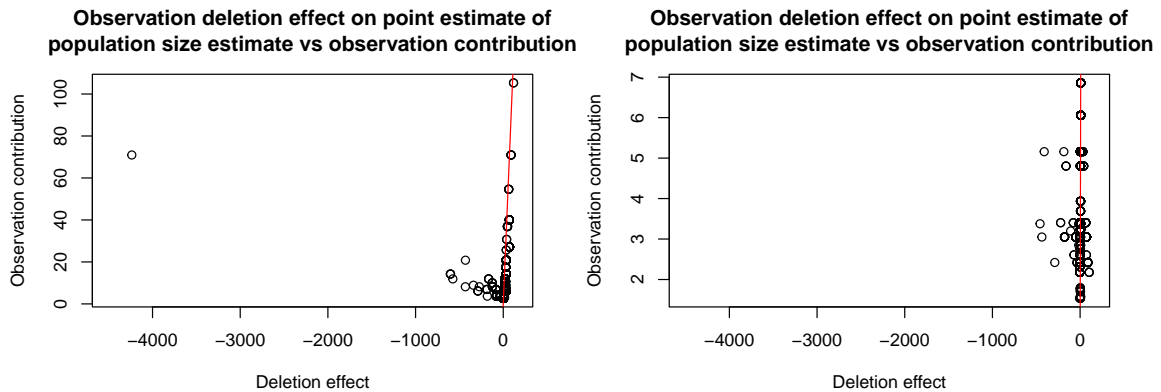 Observation deletion effect on point estimate of
population size estimate vs observation contribution
Observation contribution
100
80
60
40
20
0
−4000 −3000 −2000 −1000 0
Deletion effect
Observation deletion effect on point estimate of
population size estimate vs observation contribution
Observation contribution
7
6
5
4
3
2
−4000 −3000 −2000 −1000 0
Deletion effect